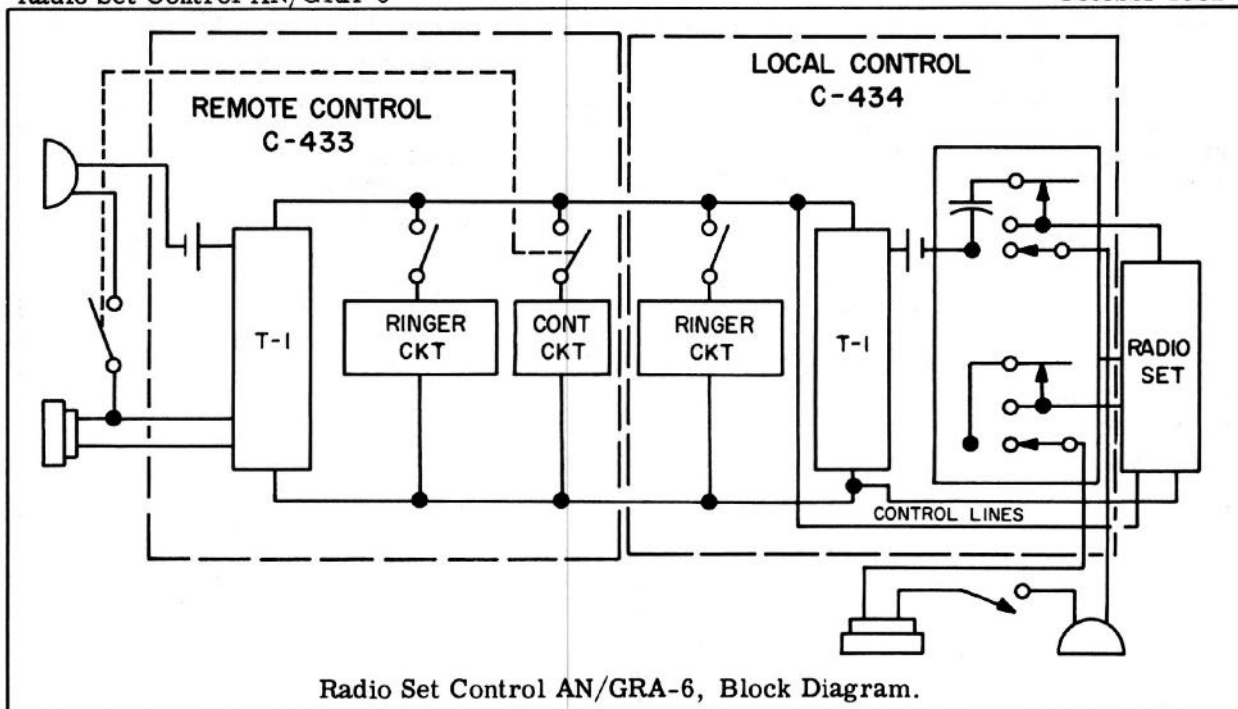 REMOTE CONTROL
C-433
LOCAL CONTROL
C-434
T-1
RINGER
CKT
CONT
CKT
RINGER
CKT
T-1
RADIO
SET
CONTROL LINES
Radio Set Control AN/GRA-6, Block Diagram.